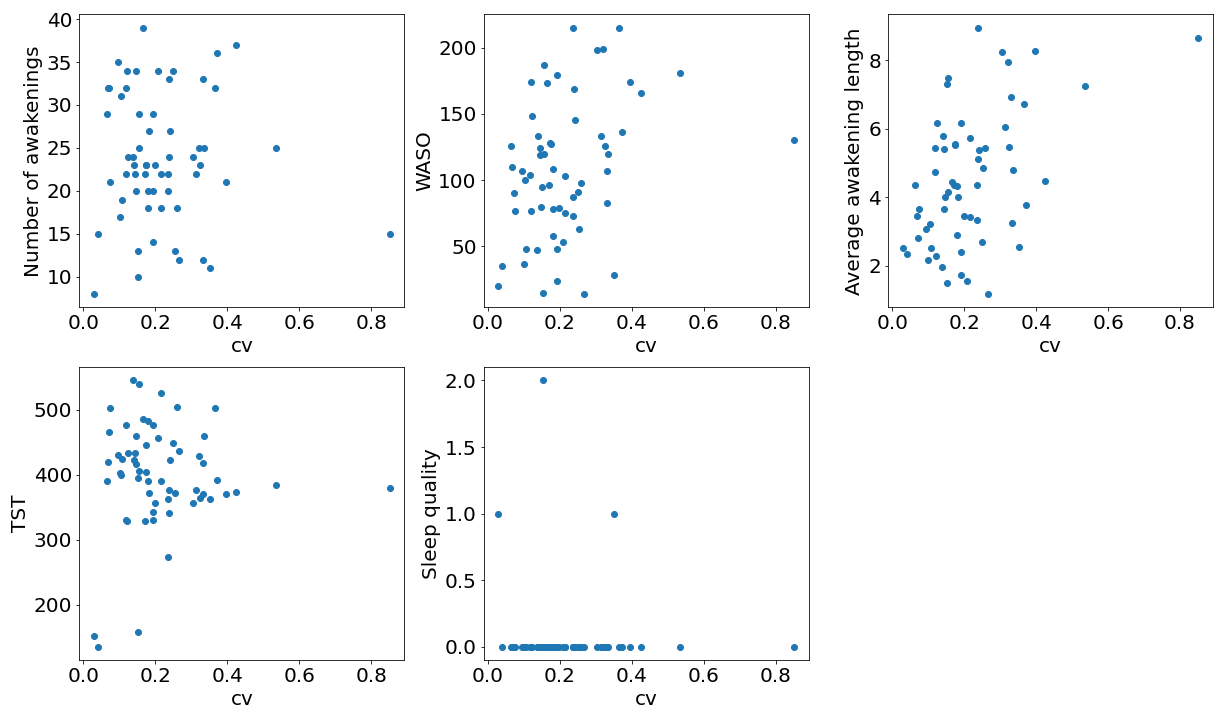 Number of awakenings
40
35
30
25
20
15
10
0.0 0.2 0.4 0.6 0.8
cv
WASO
200
150
100
50
0.0 0.2 0.4 0.6 0.8
cv
Average awakening length
8
6
4
2
0.0 0.2 0.4 0.6 0.8
cv
TST
500
400
300
200
0.0 0.2 0.4 0.6 0.8
cv
Sleep quality
2.0
1.5
1.0
0.5
0.0
0.0 0.2 0.4 0.6 0.8
cv